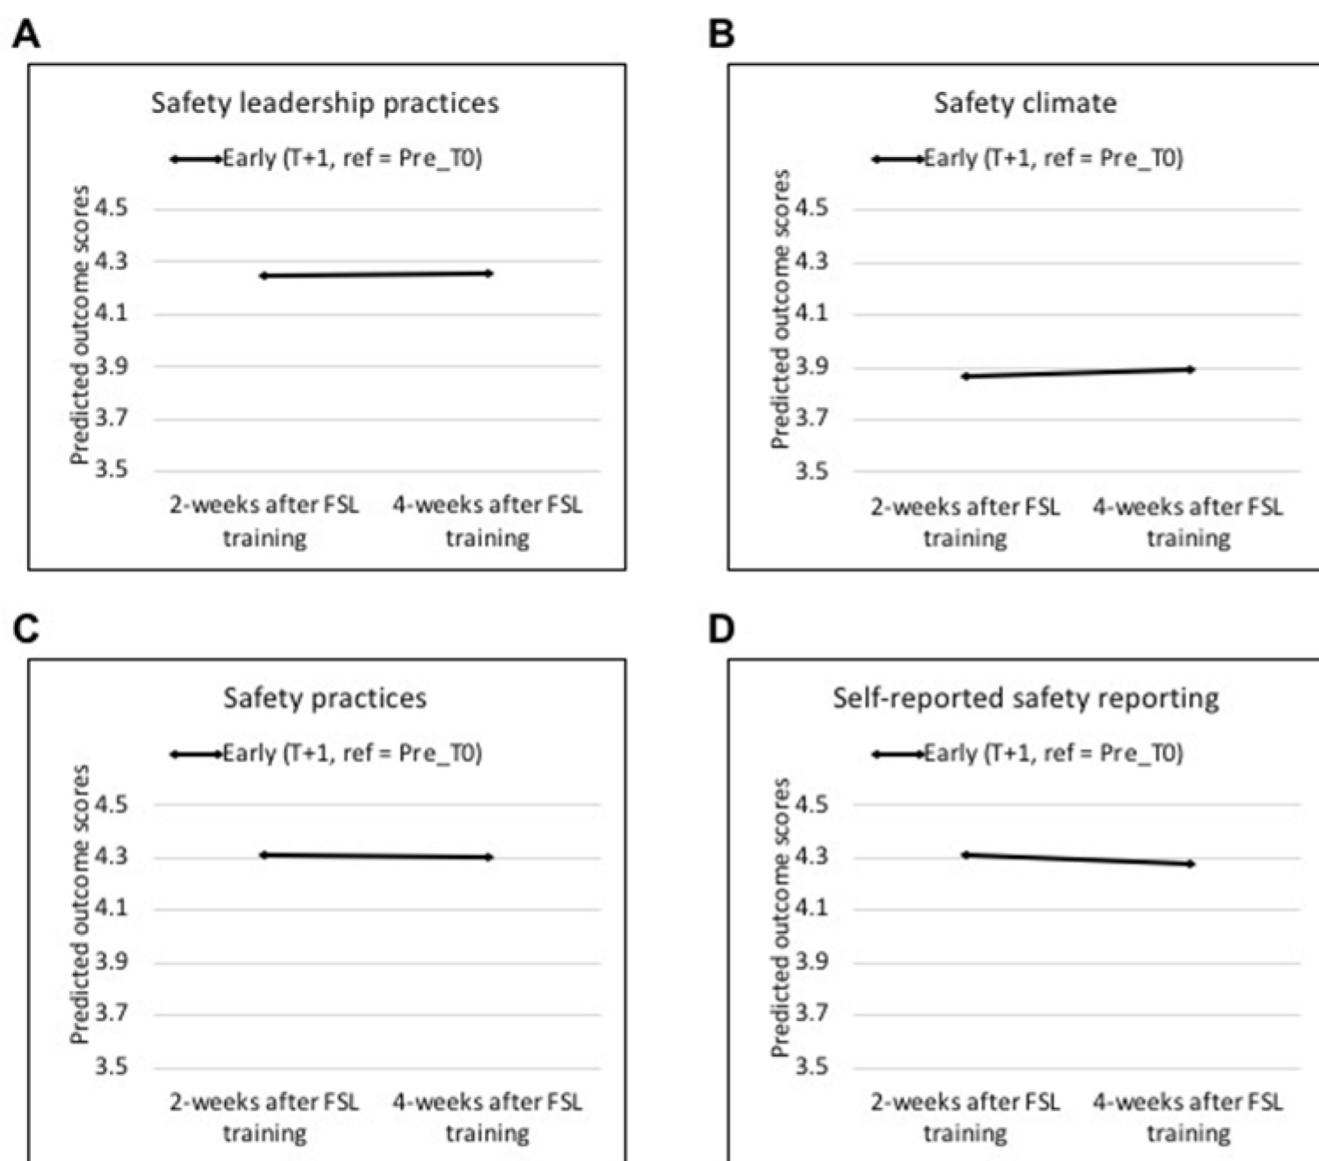 A
Safety leadership practices
Early (T+1, ref = Pre_T0)
Predicted outcome scores
4.5
4.3
4.1
3.9
3.7
3.5
2-weeks after FSL
training
4-weeks after FSL
training
B
Safety climate
Early (T+1, ref = Pre_T0)
Predicted outcome scores
4.5
4.3
4.1
3.9
3.7
3.5
2-weeks after FSL
training
4-weeks after FSL
training
C
Safety practices
Early (T+1, ref = Pre_T0)
Predicted outcome scores
4.5
4.3
4.1
3.9
3.7
3.5
2-weeks after FSL
training
4-weeks after FSL
training
D
Self-reported safety reporting
Early (T+1, ref = Pre_T0)
Predicted outcome scores
4.5
4.3
4.1
3.9
3.7
3.5
2-weeks after FSL
training
4-weeks after FSL
training